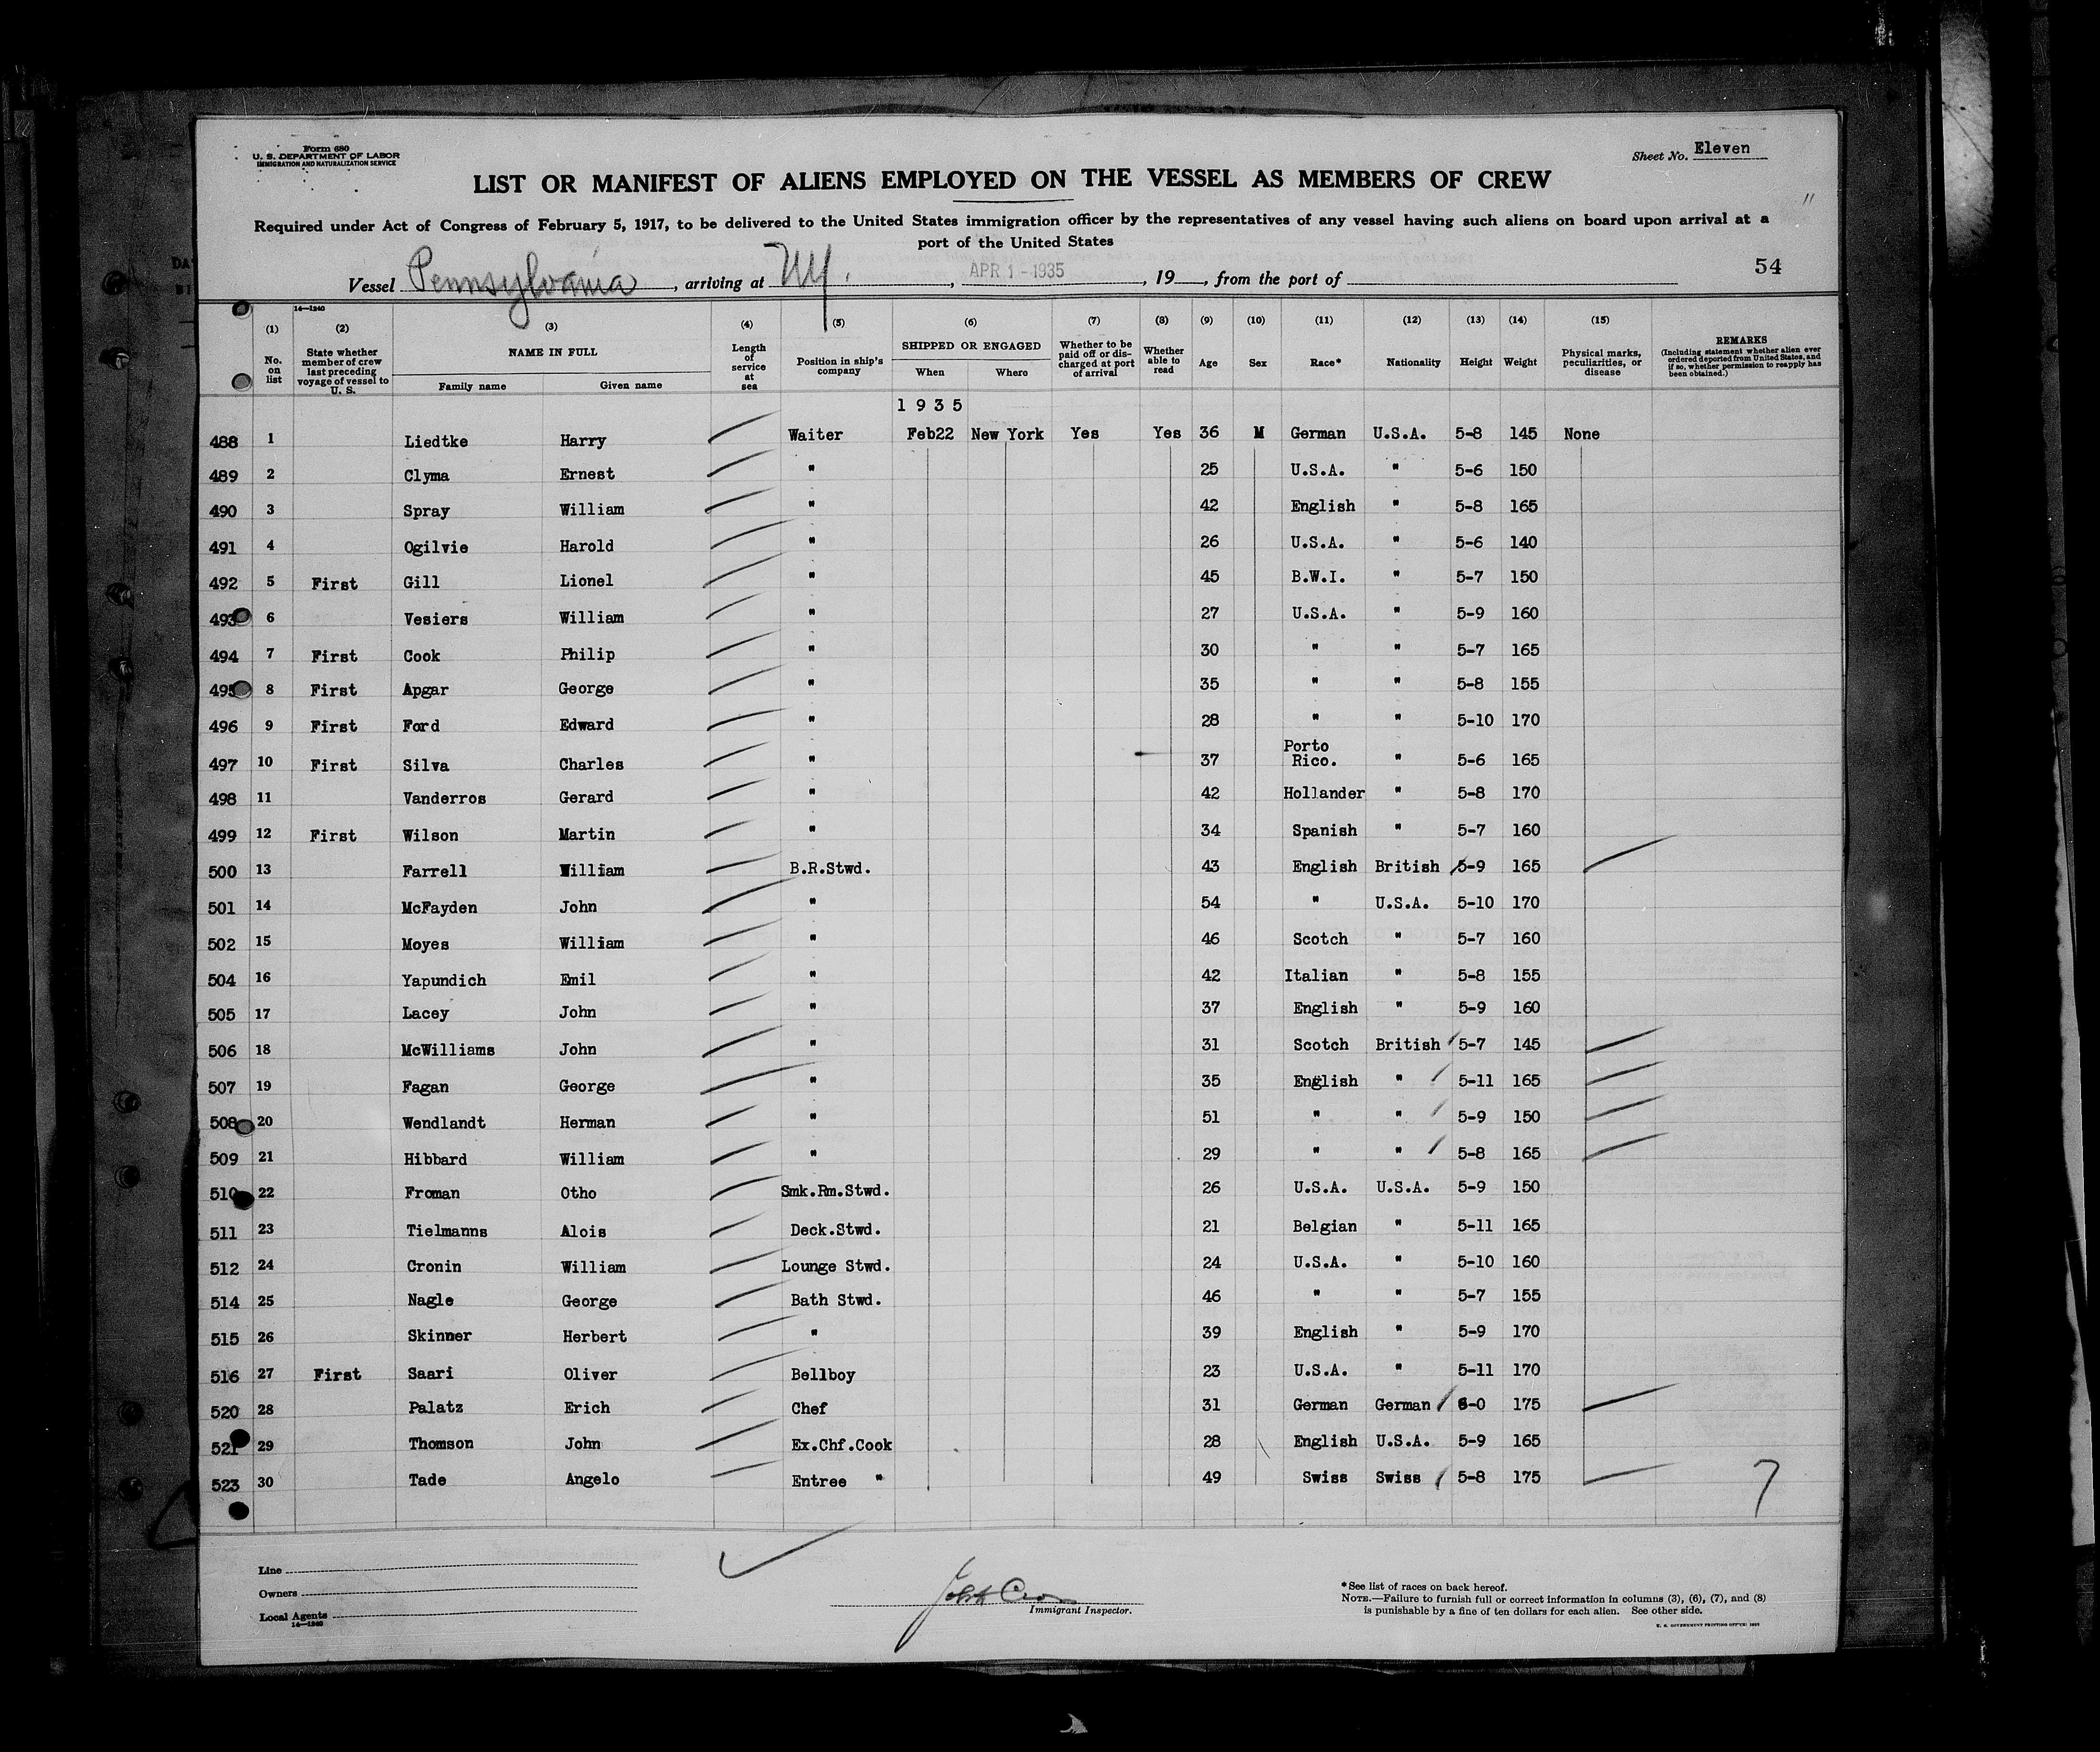 Form 680
U. S. DEPARTMENT OF LABOR
IMMIGRATION AND NATURALIZATION SERVICE
Sheet No. Eleven
LIST OR MANIFEST OF ALIENS EMPLOYED ON THE VESSEL AS MEMBERS OF CREW
"
Required under Act of Congress of February 5, 1917, to be delivered to the United States immigration officer by the representatives of any vessel having such aliens on board upon arrival at a
port of the United States
54
Vessel Pennsylvania, arriving at NY., APR 1 - 1935, 19, from the port of
14—1240
(1) (2) (3) (4) (5) (6) (7) (8) (9) (10) (11) (12) (13) (14) (15)
No. on list
State whether member of crew last preceding voyage of vessel to U. S.
NAME IN FULL
Family name Given name
Length of service at sea
Position in ship's company
SHIPPED OR ENGAGED
When Where
Whether to be paid off or discharged at port of arrival
Whether able to read
Age Sex Race* Nationality Height Weight
Physical marks, peculiarities, or disease
REMARKS
(Including statement whether alien ever ordered deported from United States, and if so, whether permission to reapply has been obtained.)
1935
488 1 Liedtke Harry Waiter Feb22 New York Yes Yes 36 M German U.S.A. 5-8 145 None
489 2 Clyma Ernest " 25 U.S.A. " 5-6 150
490 3 Spray William " 42 English " 5-8 165
491 4 Ogilvie Harold " 26 U.S.A. " 5-6 140
492 5 First Gill Lionel " 45 B.W.I. " 5-7 150
493 6 Vesiers William " 27 U.S.A. " 5-9 160
494 7 First Cook Philip " 30 " " 5-7 165
495 8 First Apgar George " 35 " " 5-8 155
496 9 First Ford Edward " 28 " " 5-10 170
497 10 First Silva Charles " 37 Porto Rico. " 5-6 165
498 11 Vanderros Gerard " 42 Hollander " 5-8 170
499 12 First Wilson Martin " 34 Spanish " 5-7 160
500 13 Farrell William B.R.Stwd. 43 English British 5-9 165
501 14 McFayden John " 54 " U.S.A. 5-10 170
502 15 Moyes William " 46 Scotch " 5-7 160
504 16 Yapundich Emil " 42 Italian " 5-8 155
505 17 Lacey John " 37 English " 5-9 160
506 18 McWilliams John " 31 Scotch British 5-7 145
507 19 Fagan George " 35 English " 5-11 165
508 20 Wendlandt Herman " 51 " " 5-9 150
509 21 Hibbard William " 29 " " 5-8 165
510 22 Froman Otho Smk.Rm.Stwd. 26 U.S.A. U.S.A. 5-9 150
511 23 Tielmanns Alois Deck.Stwd. 21 Belgian " 5-11 165
512 24 Cronin William Lounge Stwd. 24 U.S.A. " 5-10 160
514 25 Nagle George Bath Stwd. 46 " " 5-7 155
515 26 Skinner Herbert " 39 English " 5-9 170
516 27 First Saari Oliver Bellboy 23 U.S.A. " 5-11 170
520 28 Palatz Erich Chef 31 German German 6-0 175
521 29 Thomson John Ex.Chf.Cook 28 English U.S.A. 5-9 165
523 30 Tade Angelo Entree " 49 Swiss Swiss 5-8 175
7
Line
Owners
Local Agents
14—1240
Immigrant Inspector.
*See list of races on back hereof.
NOTE.—Failure to furnish full or correct information in columns (3), (6), (7), and (8)
is punishable by a fine of ten dollars for each alien. See other side.